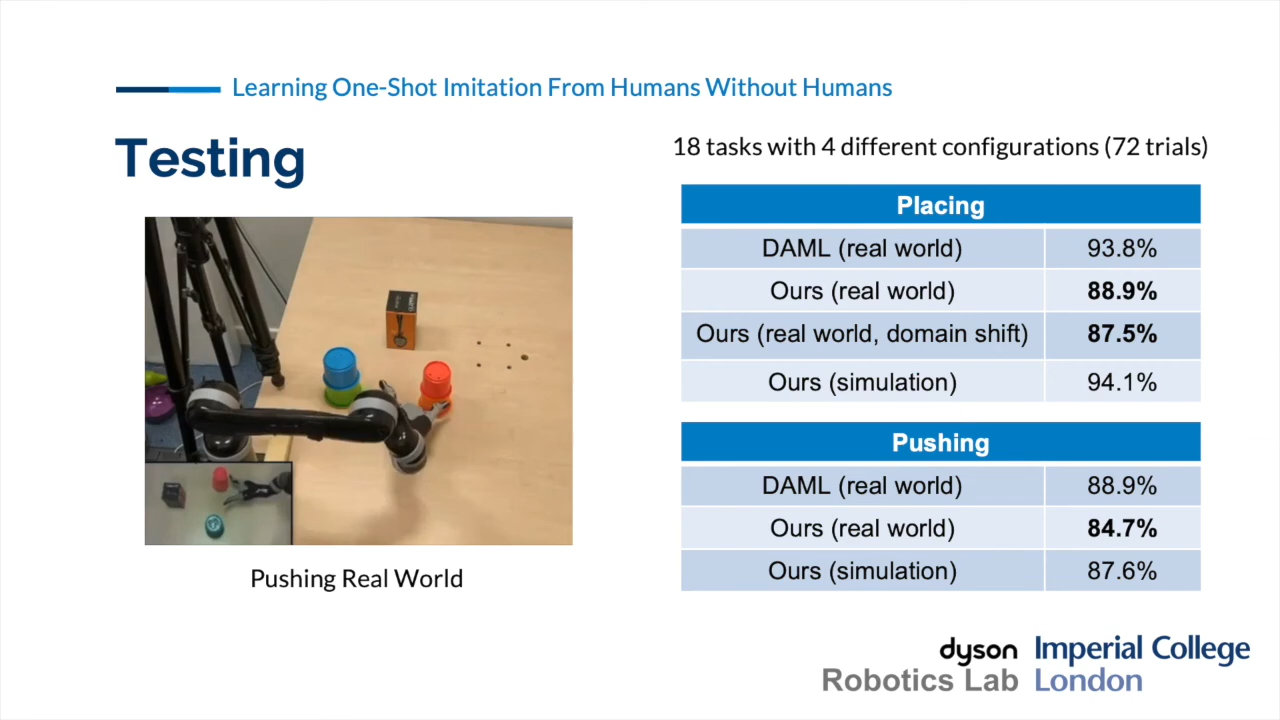 Learning One-Shot Imitation From Humans Without Humans
Testing
18 tasks with 4 different configurations (72 trials)
Placing
DAML (real world) 93.8%
Ours (real world) 88.9%
Ours (real world, domain shift) 87.5%
Ours (simulation) 94.1%
Pushing
DAML (real world) 88.9%
Ours (real world) 84.7%
Ours (simulation) 87.6%
Pushing Real World
dyson
Robotics Lab
Imperial College
London